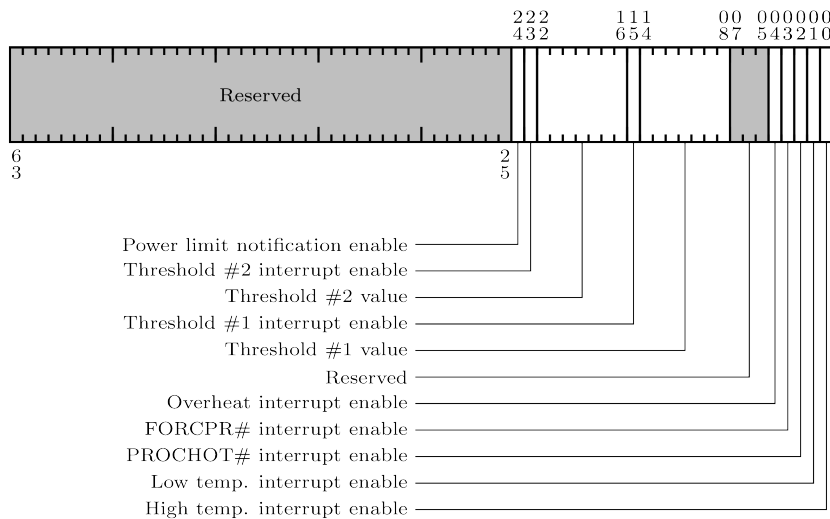 222 111 00 000000
432 654 87 543210
Reserved
6 2
3 5
Power limit notification enable
Threshold #2 interrupt enable
Threshold #2 value
Threshold #1 interrupt enable
Threshold #1 value
Reserved
Overheat interrupt enable
FORCPR# interrupt enable
PROCHOT# interrupt enable
Low temp. interrupt enable
High temp. interrupt enable